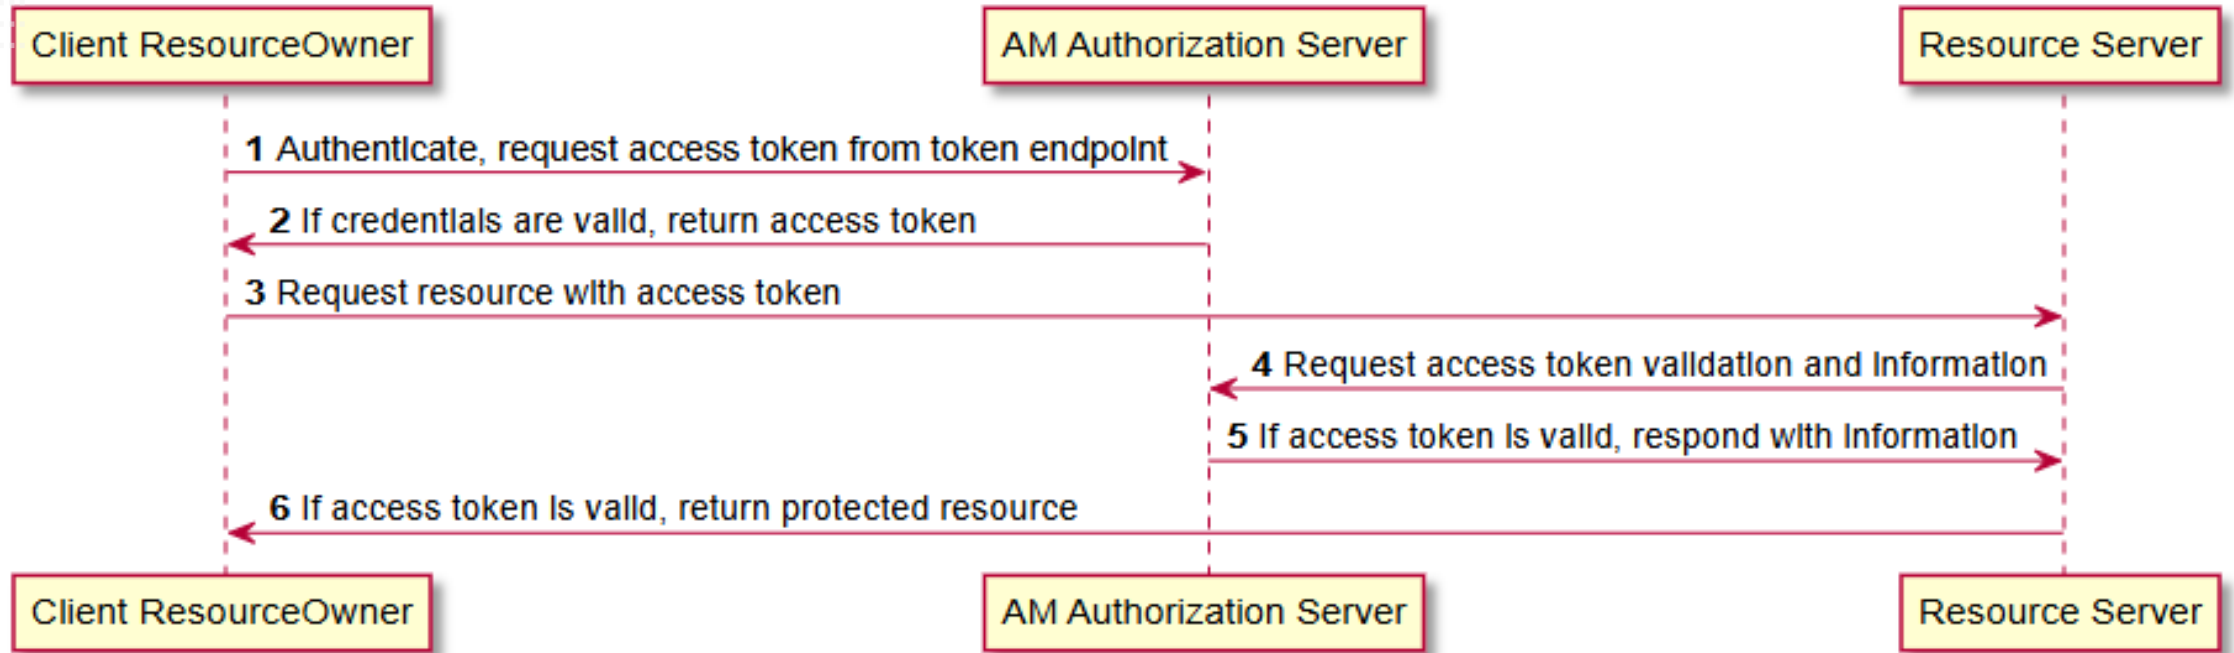 Client ResourceOwner
AM Authorization Server
Resource Server
1 Authenticate, request access token from token endpoint
2 If credentials are valid, return access token
3 Request resource with access token
4 Request access token validation and information
5 If access token is valid, respond with information
6 If access token is valid, return protected resource
Client ResourceOwner
AM Authorization Server
Resource Server